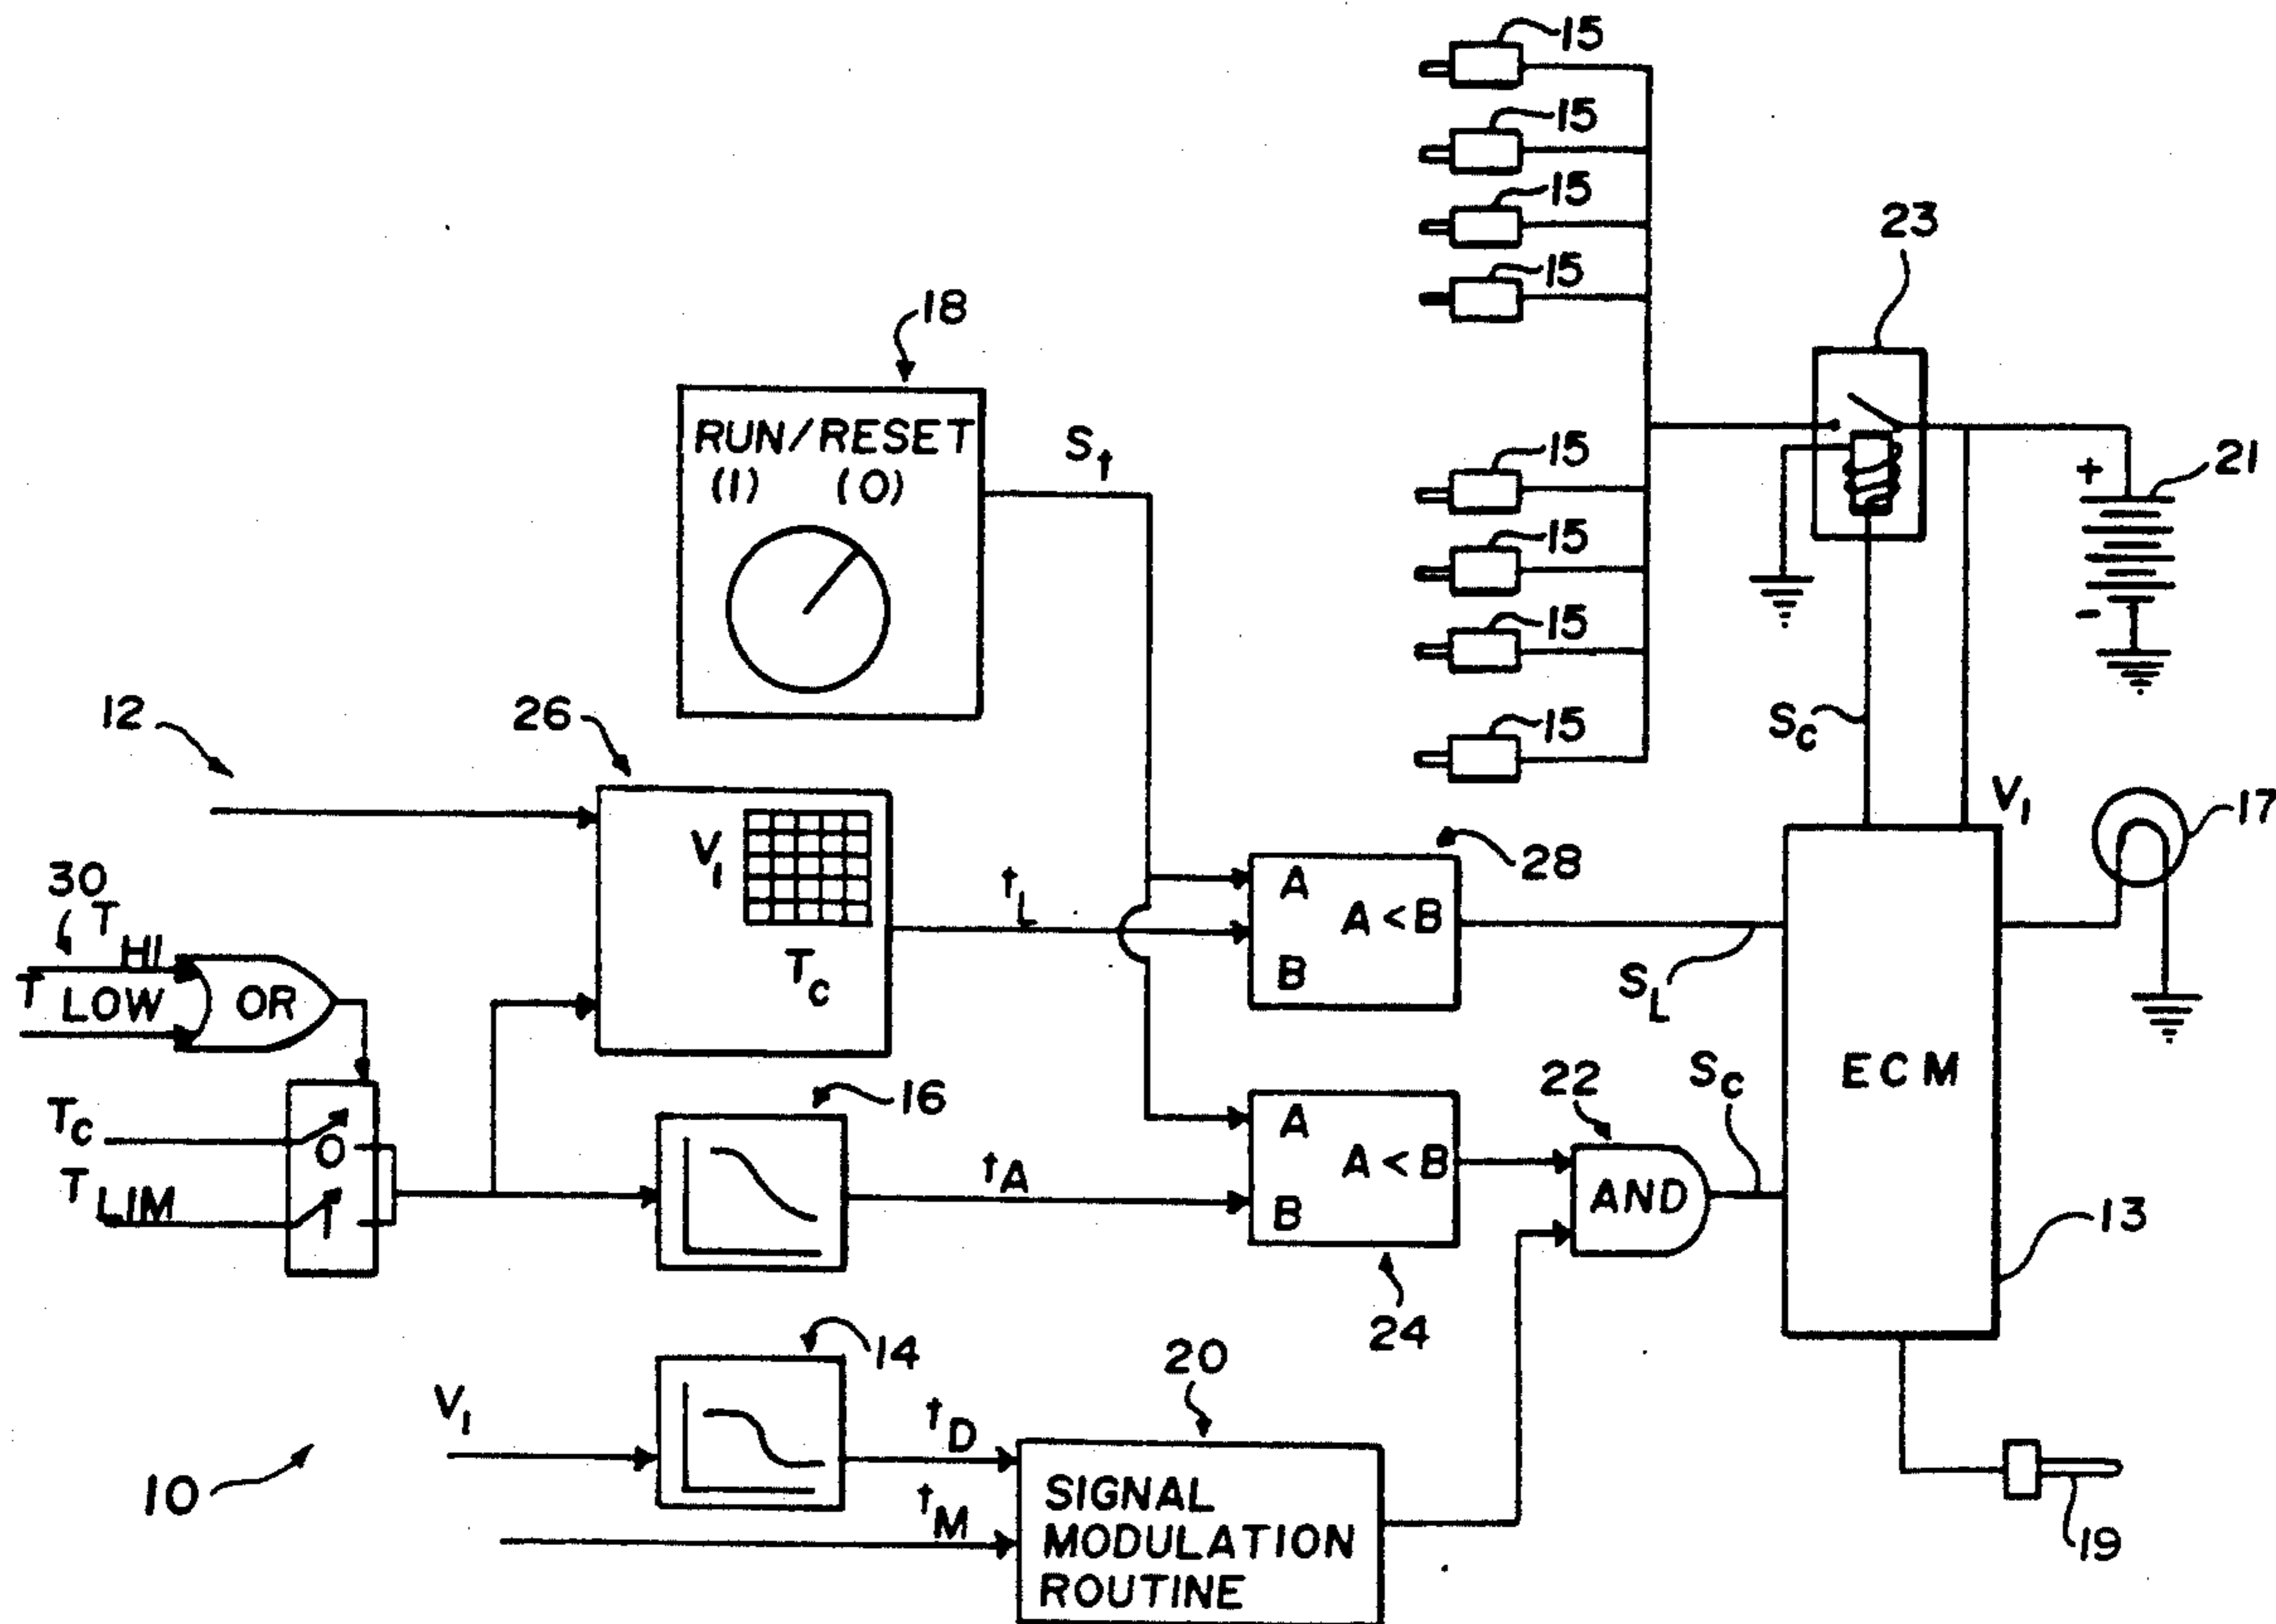 15
15
15
15
23
18
RUN/RESET
(1) (0)
St
15
15
15
15
+
-
21
12
26
Sc
V1
17
V1
Tc
tL
28
A
A < B
B
SL
30
THI
TLOW
OR
ECM
16
Tc
O
TLIM
1
tA
A
A < B
B
24
22
AND
Sc
13
14
V1
tD
tM
20
SIGNAL
MODULATION
ROUTINE
10
19